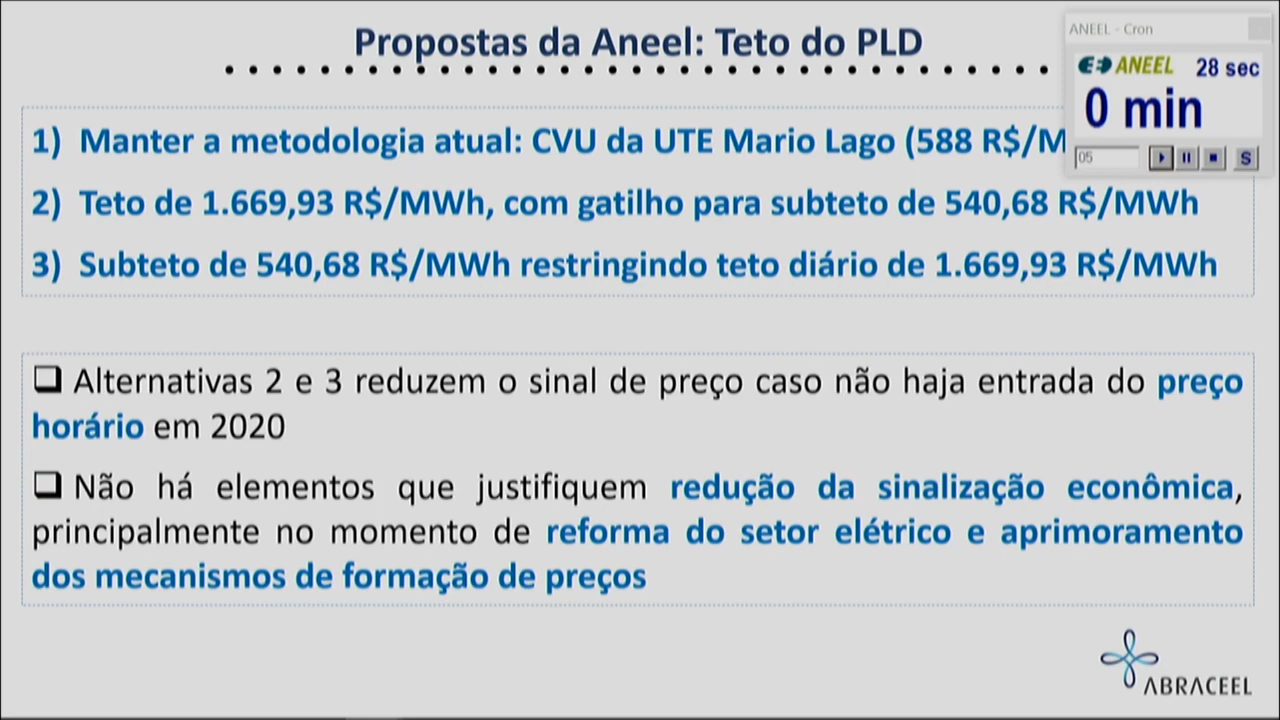 Propostas da Aneel: Teto do PLD
ANEEL - Cron
ANEEL 28 sec
0 min
05
S
1) Manter a metodologia atual: CVU da UTE Mario Lago (588 R$/M
2) Teto de 1.669,93 R$/MWh, com gatilho para subteto de 540,68 R$/MWh
3) Subteto de 540,68 R$/MWh restringindo teto diário de 1.669,93 R$/MWh
Alternativas 2 e 3 reduzem o sinal de preço caso não haja entrada do preço
horário em 2020
Não há elementos que justifiquem redução da sinalização econômica,
principalmente no momento de reforma do setor elétrico e aprimoramento
dos mecanismos de formação de preços
ABRACEEL